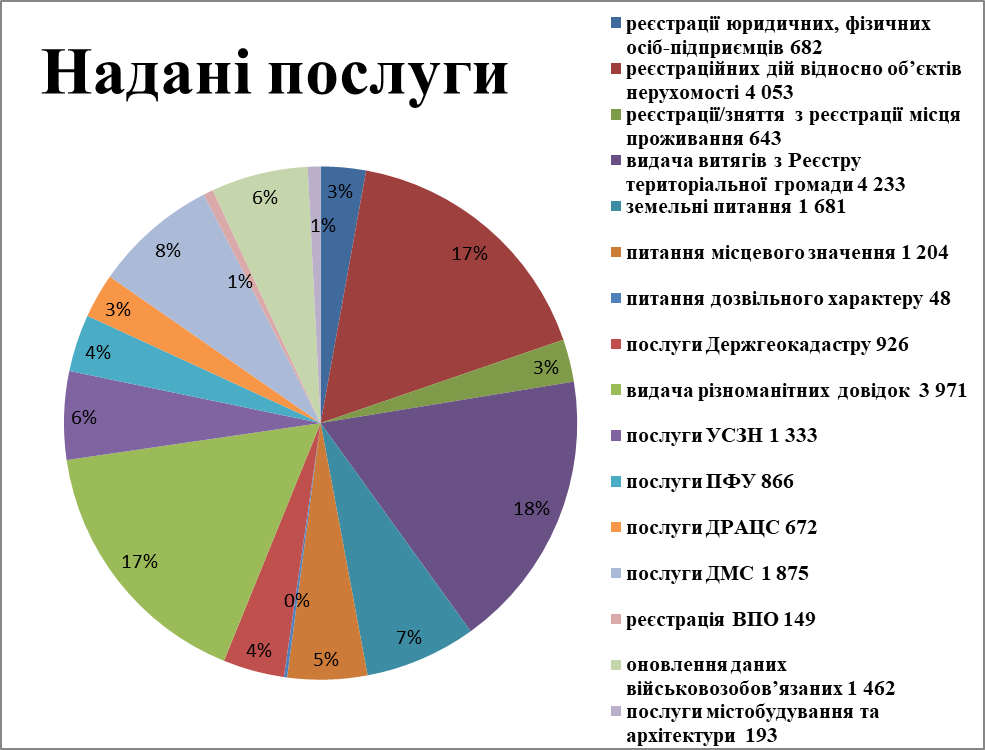 Надані послуги
реєстрації юридичних, фізичних
осіб-підприємців 682
реєстраційних дій відносно об’єктів
нерухомості 4 053
реєстрації/зняття з реєстрації місця
проживання 643
видача витягів з Реєстру
територіальної громади 4 233
земельні питання 1 681
питання місцевого значення 1 204
питання дозвільного характеру 48
послуги Держгеокадастру 926
видача різноманітних довідок 3 971
послуги УСЗН 1 333
послуги ПФУ 866
послуги ДРАЦС 672
послуги ДМС 1 875
реєстрація ВПО 149
оновлення даних
військовозобов’язаних 1 462
послуги містобудування та
архітектури 193
3%
17%
3%
18%
7%
5%
0%
4%
17%
6%
4%
3%
8%
1%
6%
1%